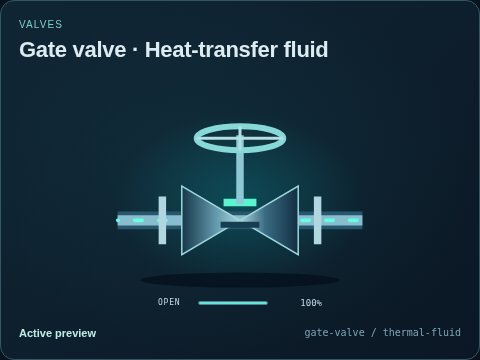 VALVES
Gate valve · Heat-transfer fluid
OPEN 100%
Active preview gate-valve / thermal-fluid